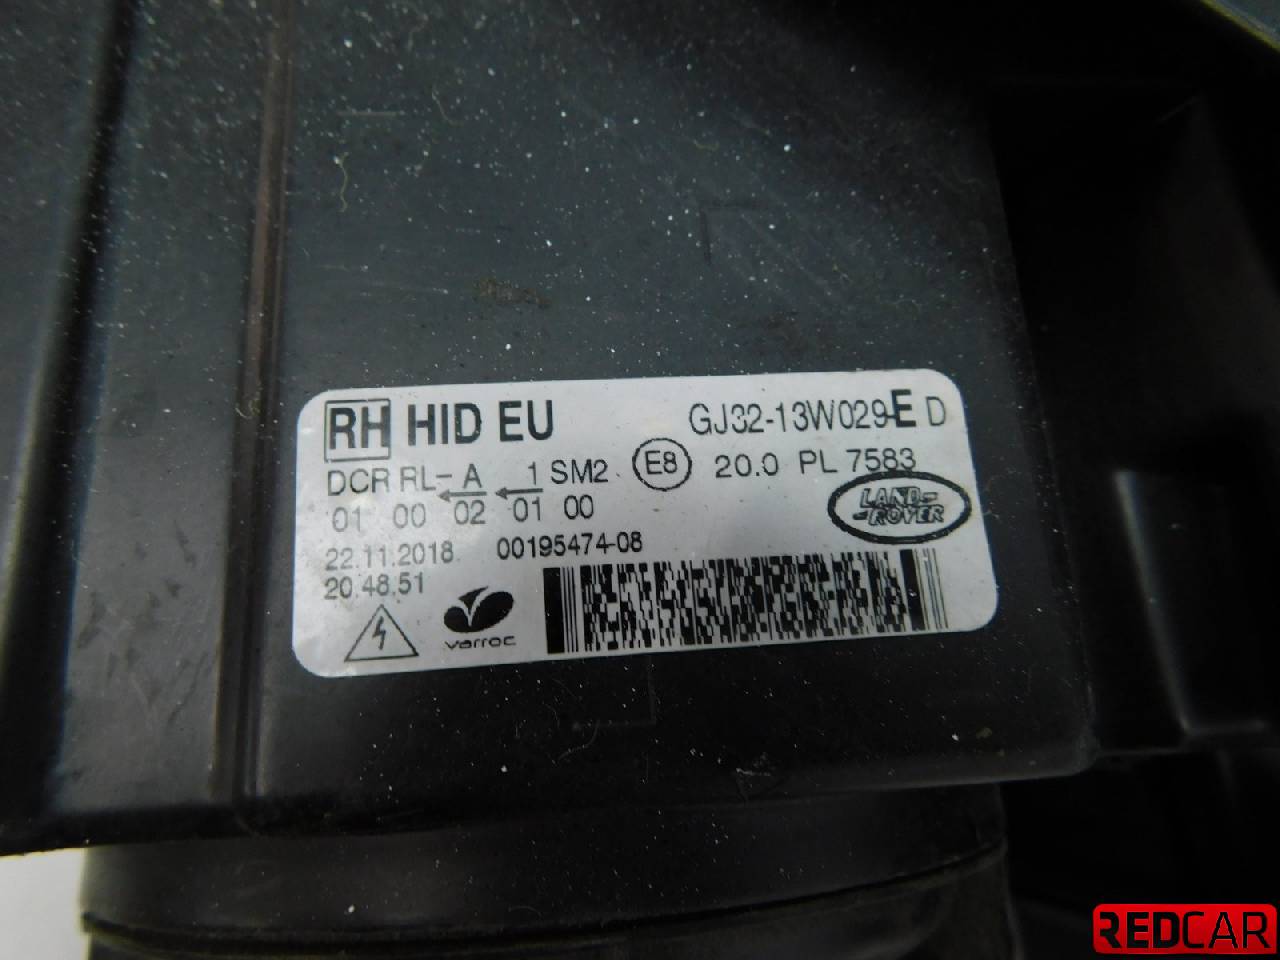 RH HID EU GJ32-13W029-E D
DCR RL- A 1 SM2 E8 20.0 PL 7583
01 00 02 01 00 LAND-
-ROVER
22.11.2018 00195474-08
20.48.51
varroc
REDCAR